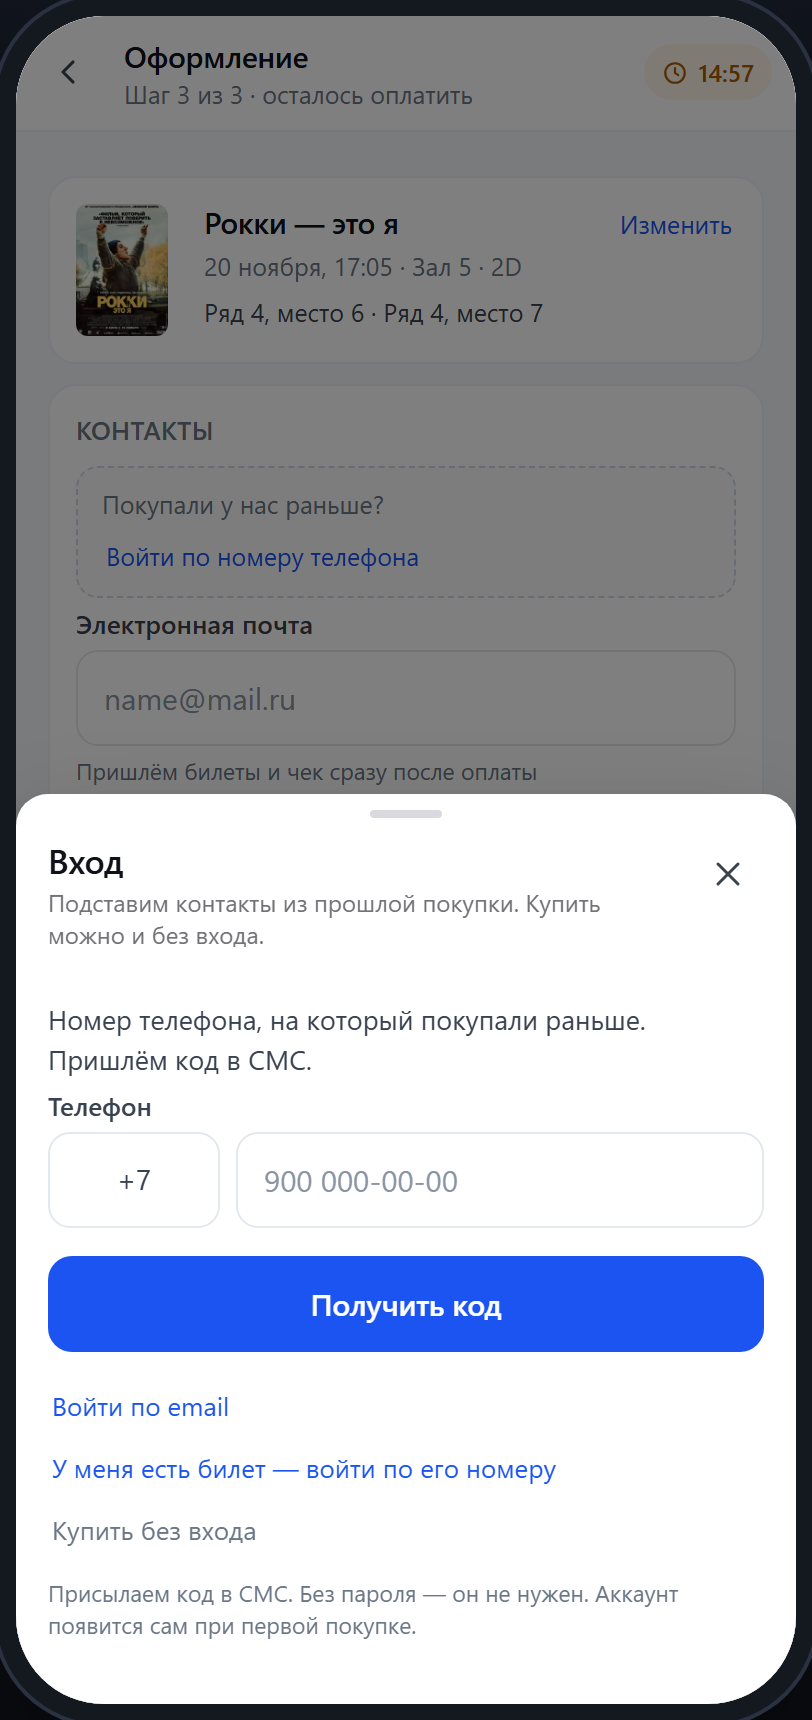 Оформление
Шаг 3 из 3 · осталось оплатить
14:57
Рокки — это я
Изменить
20 ноября, 17:05 · Зал 5 · 2D
Ряд 4, место 6 · Ряд 4, место 7
РОККИ
ЭТО Я
КОНТАКТЫ
Покупали у нас раньше?
Войти по номеру телефона
Электронная почта
name@mail.ru
Пришлём билеты и чек сразу после оплаты
Вход
Подставим контакты из прошлой покупки. Купить
можно и без входа.
Номер телефона, на который покупали раньше.
Пришлём код в СМС.
Телефон
+7
900 000-00-00
Получить код
Войти по email
У меня есть билет — войти по его номеру
Купить без входа
Присылаем код в СМС. Без пароля — он не нужен. Аккаунт
появится сам при первой покупке.